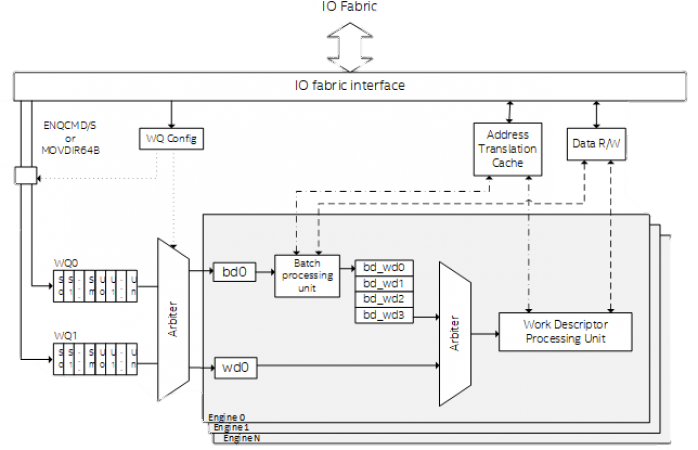 IO Fabric
IO fabric interface
ENQCMD/S
or
MOVDIR64B
WQ Config
Address
Translation
Cache
Data R/W
WQ0
WQ1
Arbiter
bd0
Batch
processing
unit
bd_wd0
bd_wd1
bd_wd2
bd_wd3
wd0
Arbiter
Work Descriptor
Processing Unit
Engine 0
Engine 1
Engine N